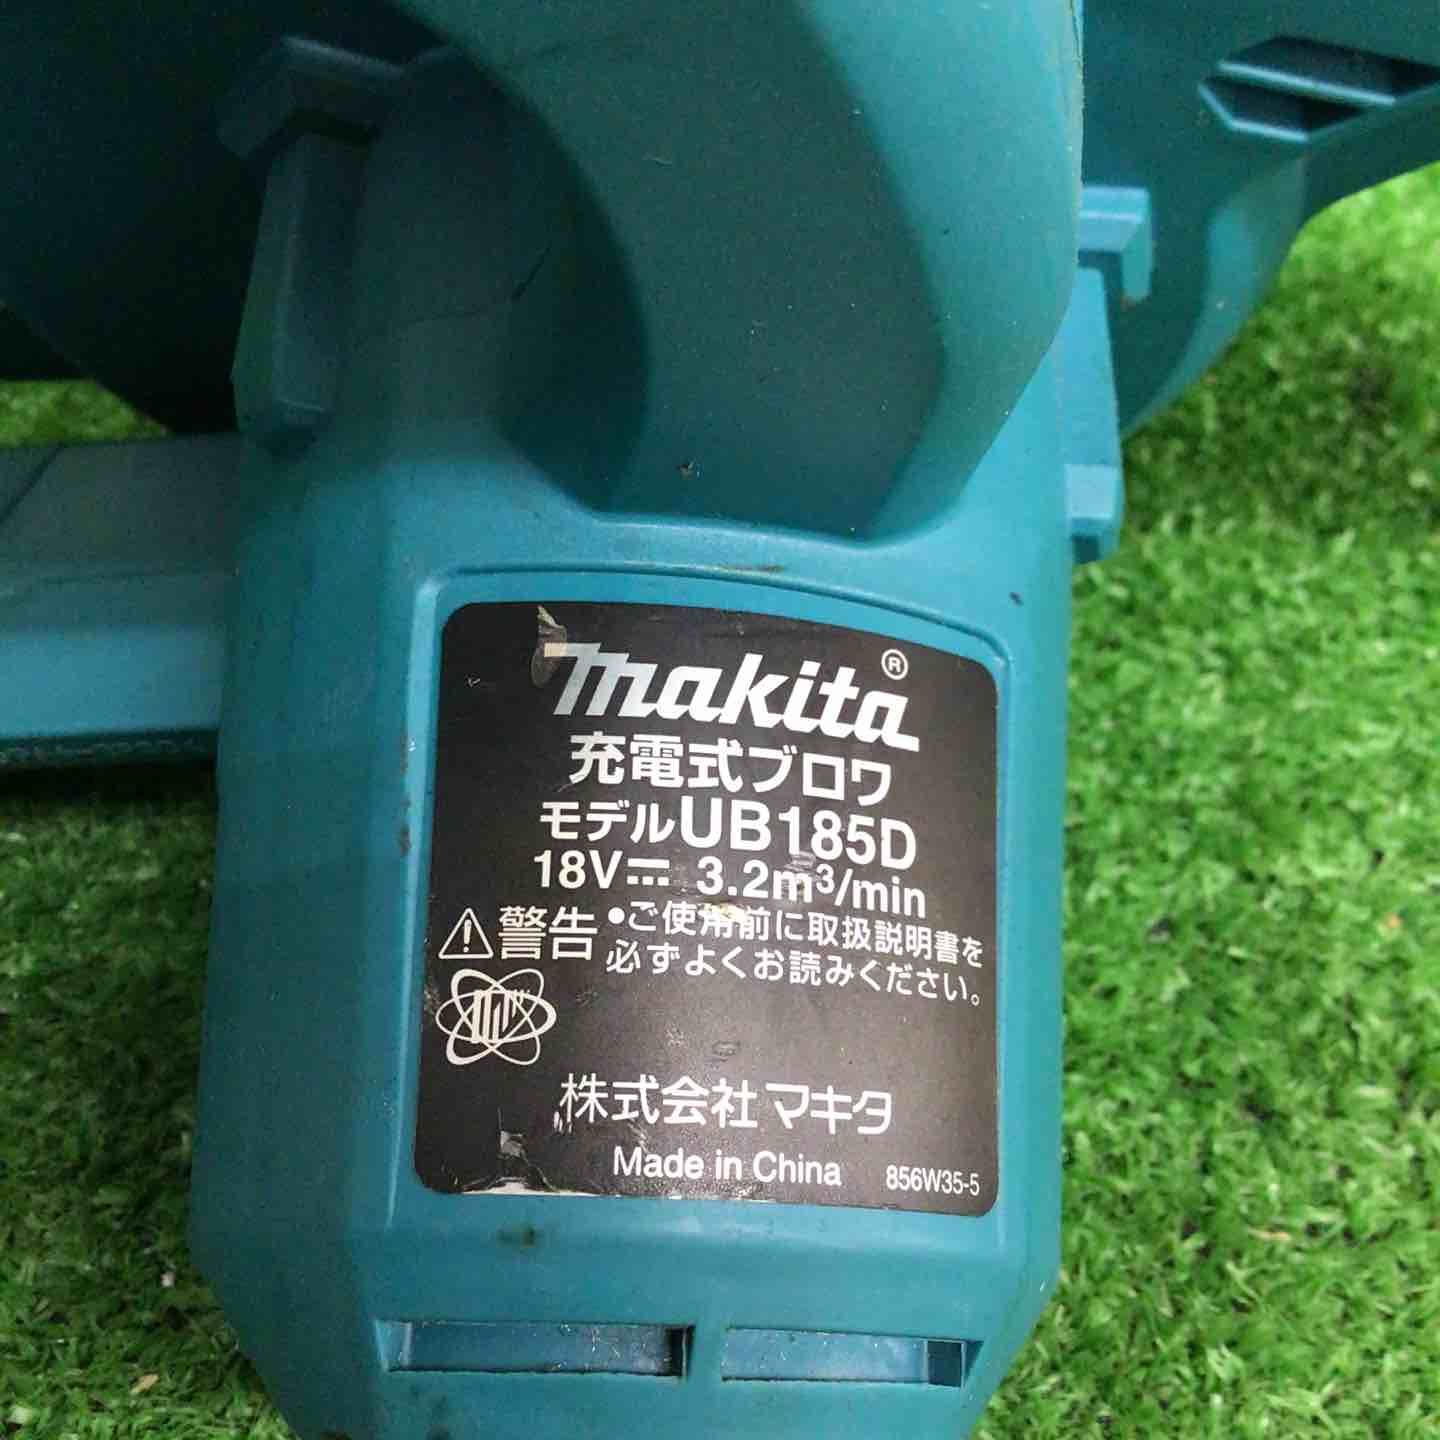 makita®
充電式ブロワ
モデルUB185D
18V⎓ 3.2m³/min
⚠警告 •ご使用前に取扱説明書を
必ずよくお読みください。
株式会社マキタ
Made in China 856W35-5